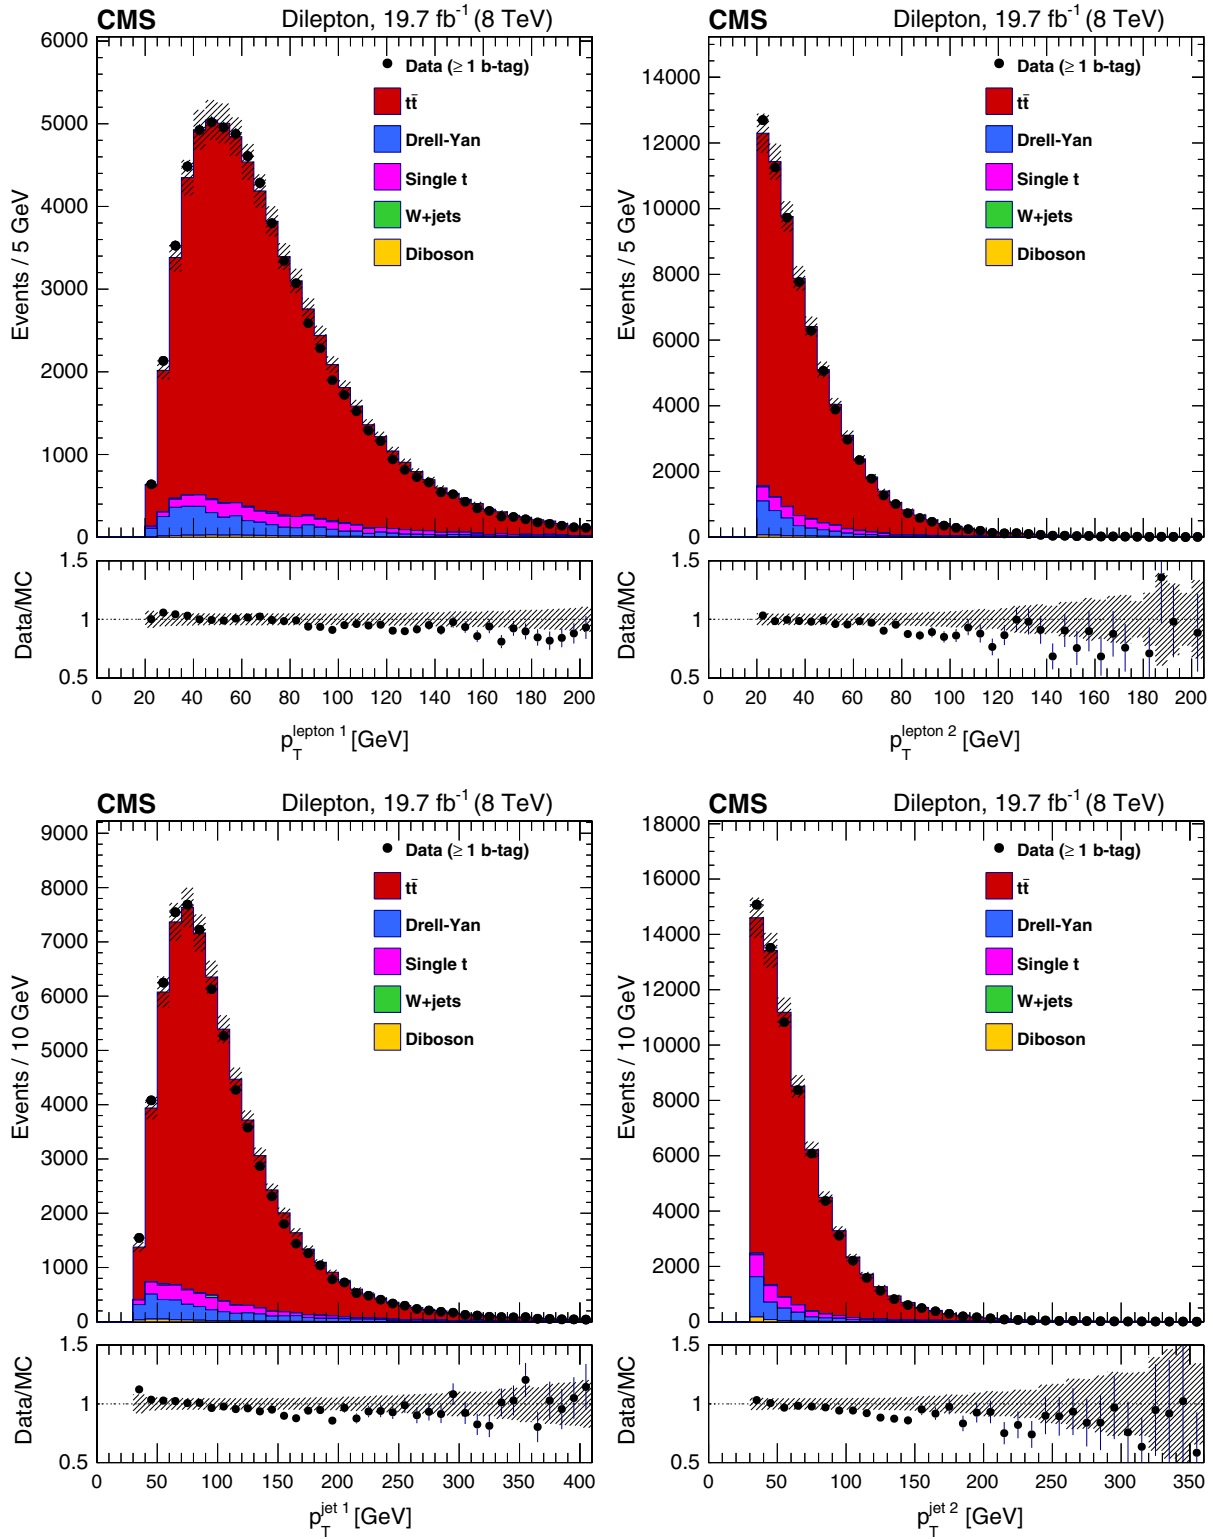 CMS Dilepton, 19.7 fb⁻¹ (8 TeV)
6000
5000
4000
3000
2000
1000
0
Events / 5 GeV
Data (≥ 1 b-tag)
tt̄
Drell-Yan
Single t
W+jets
Diboson
1.5
1
0.5
Data/MC
0 20 40 60 80 100 120 140 160 180 200
p_T^lepton 1 [GeV]
CMS Dilepton, 19.7 fb⁻¹ (8 TeV)
14000
12000
10000
8000
6000
4000
2000
0
Events / 5 GeV
Data (≥ 1 b-tag)
tt̄
Drell-Yan
Single t
W+jets
Diboson
1.5
1
0.5
Data/MC
0 20 40 60 80 100 120 140 160 180 200
p_T^lepton 2 [GeV]
CMS Dilepton, 19.7 fb⁻¹ (8 TeV)
9000
8000
7000
6000
5000
4000
3000
2000
1000
0
Events / 10 GeV
Data (≥ 1 b-tag)
tt̄
Drell-Yan
Single t
W+jets
Diboson
1.5
1
0.5
Data/MC
0 50 100 150 200 250 300 350 400
p_T^jet 1 [GeV]
CMS Dilepton, 19.7 fb⁻¹ (8 TeV)
18000
16000
14000
12000
10000
8000
6000
4000
2000
0
Events / 10 GeV
Data (≥ 1 b-tag)
tt̄
Drell-Yan
Single t
W+jets
Diboson
1.5
1
0.5
Data/MC
0 50 100 150 200 250 300 350
p_T^jet 2 [GeV]